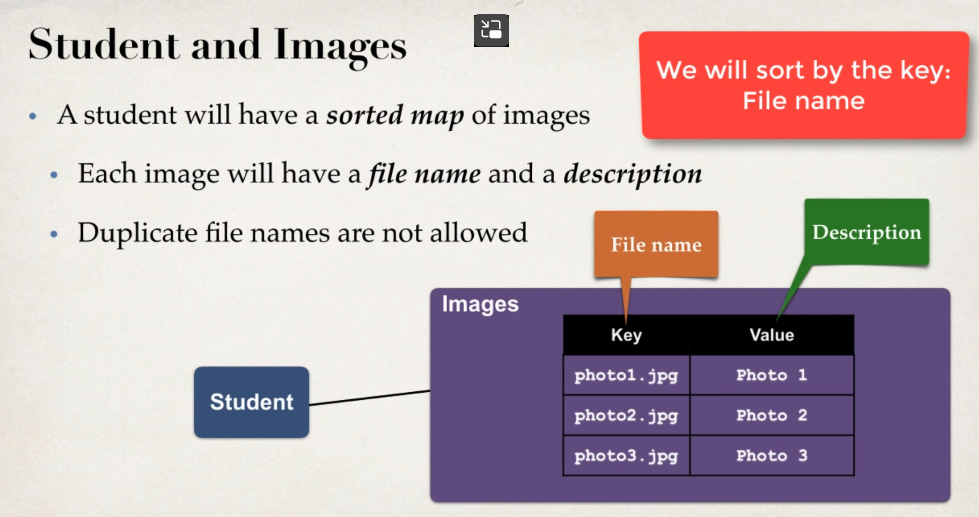 Student and Images
We will sort by the key:
File name
• A student will have a sorted map of images
• Each image will have a file name and a description
• Duplicate file names are not allowed
File name
Description
Images
Key Value
photo1.jpg Photo 1
photo2.jpg Photo 2
photo3.jpg Photo 3
Student